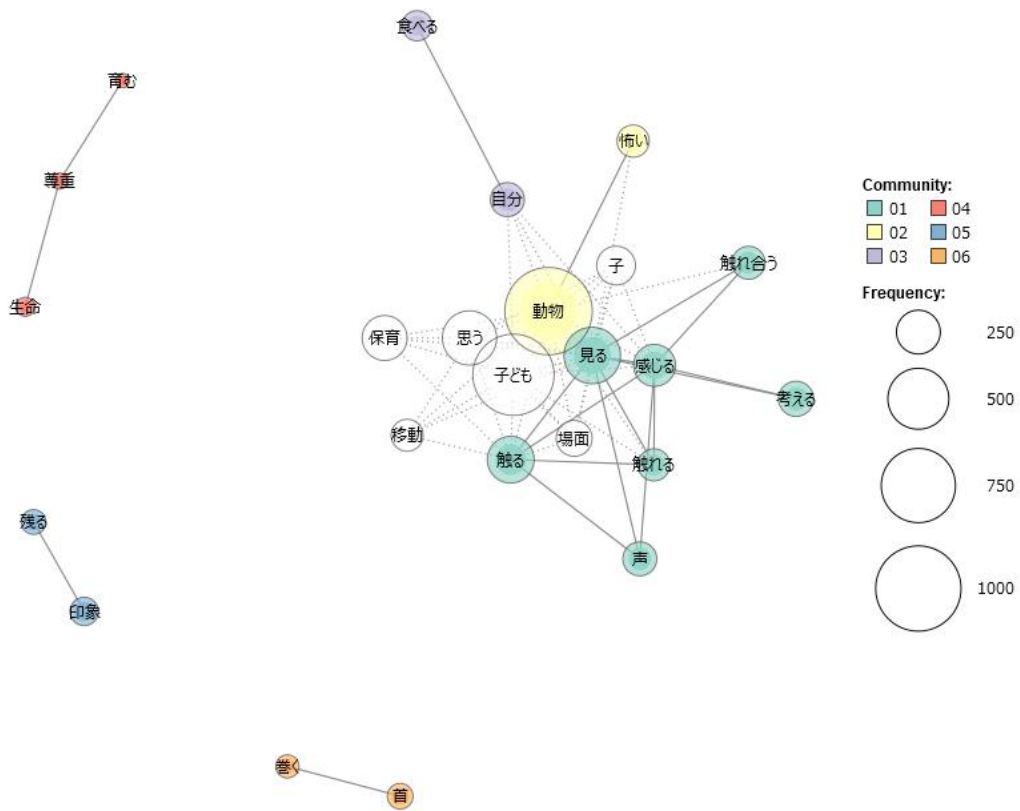 食べる
育む
怖い
尊重
自分
子
触れ合う
生命
動物
保育
思う
見る
感じる
子ども
考える
移動
場面
触る
触れる
残る
声
印象
巻く
首
Community:
01 04
02 05
03 06
Frequency:
250
500
750
1000